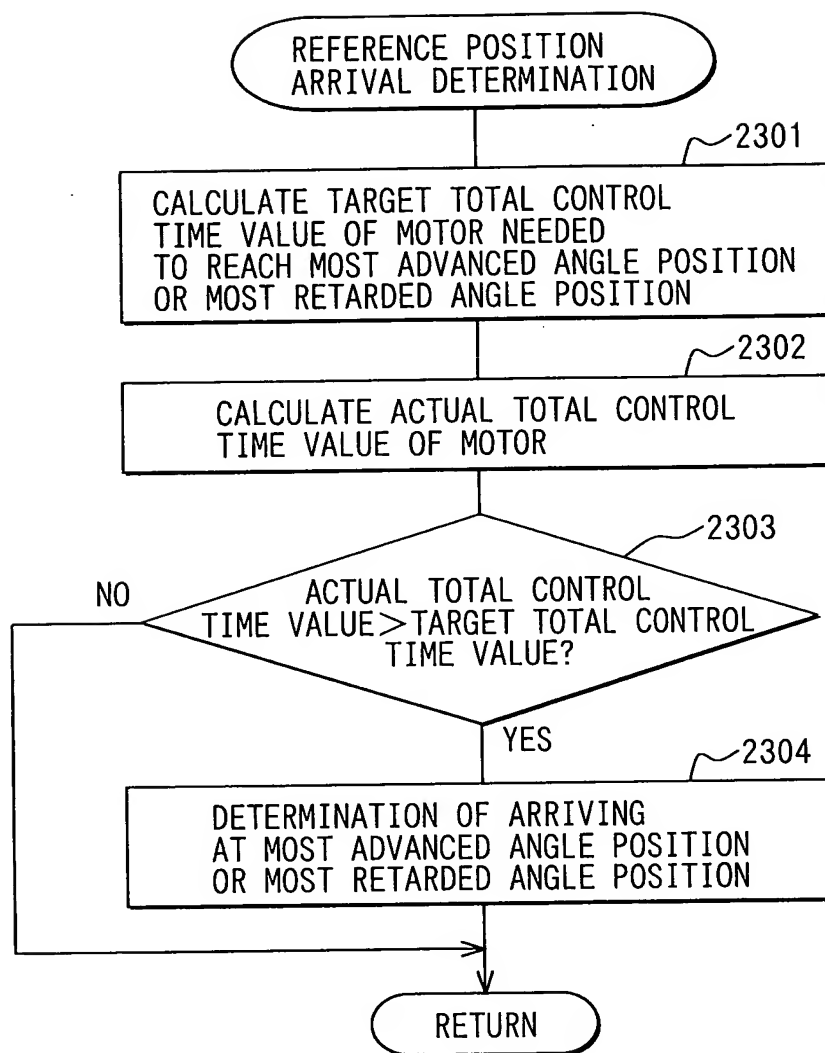 REFERENCE POSITION
ARRIVAL DETERMINATION
2301
CALCULATE TARGET TOTAL CONTROL
TIME VALUE OF MOTOR NEEDED
TO REACH MOST ADVANCED ANGLE POSITION
OR MOST RETARDED ANGLE POSITION
2302
CALCULATE ACTUAL TOTAL CONTROL
TIME VALUE OF MOTOR
2303
NO
ACTUAL TOTAL CONTROL
TIME VALUE>TARGET TOTAL CONTROL
TIME VALUE?
YES
2304
DETERMINATION OF ARRIVING
AT MOST ADVANCED ANGLE POSITION
OR MOST RETARDED ANGLE POSITION
RETURN